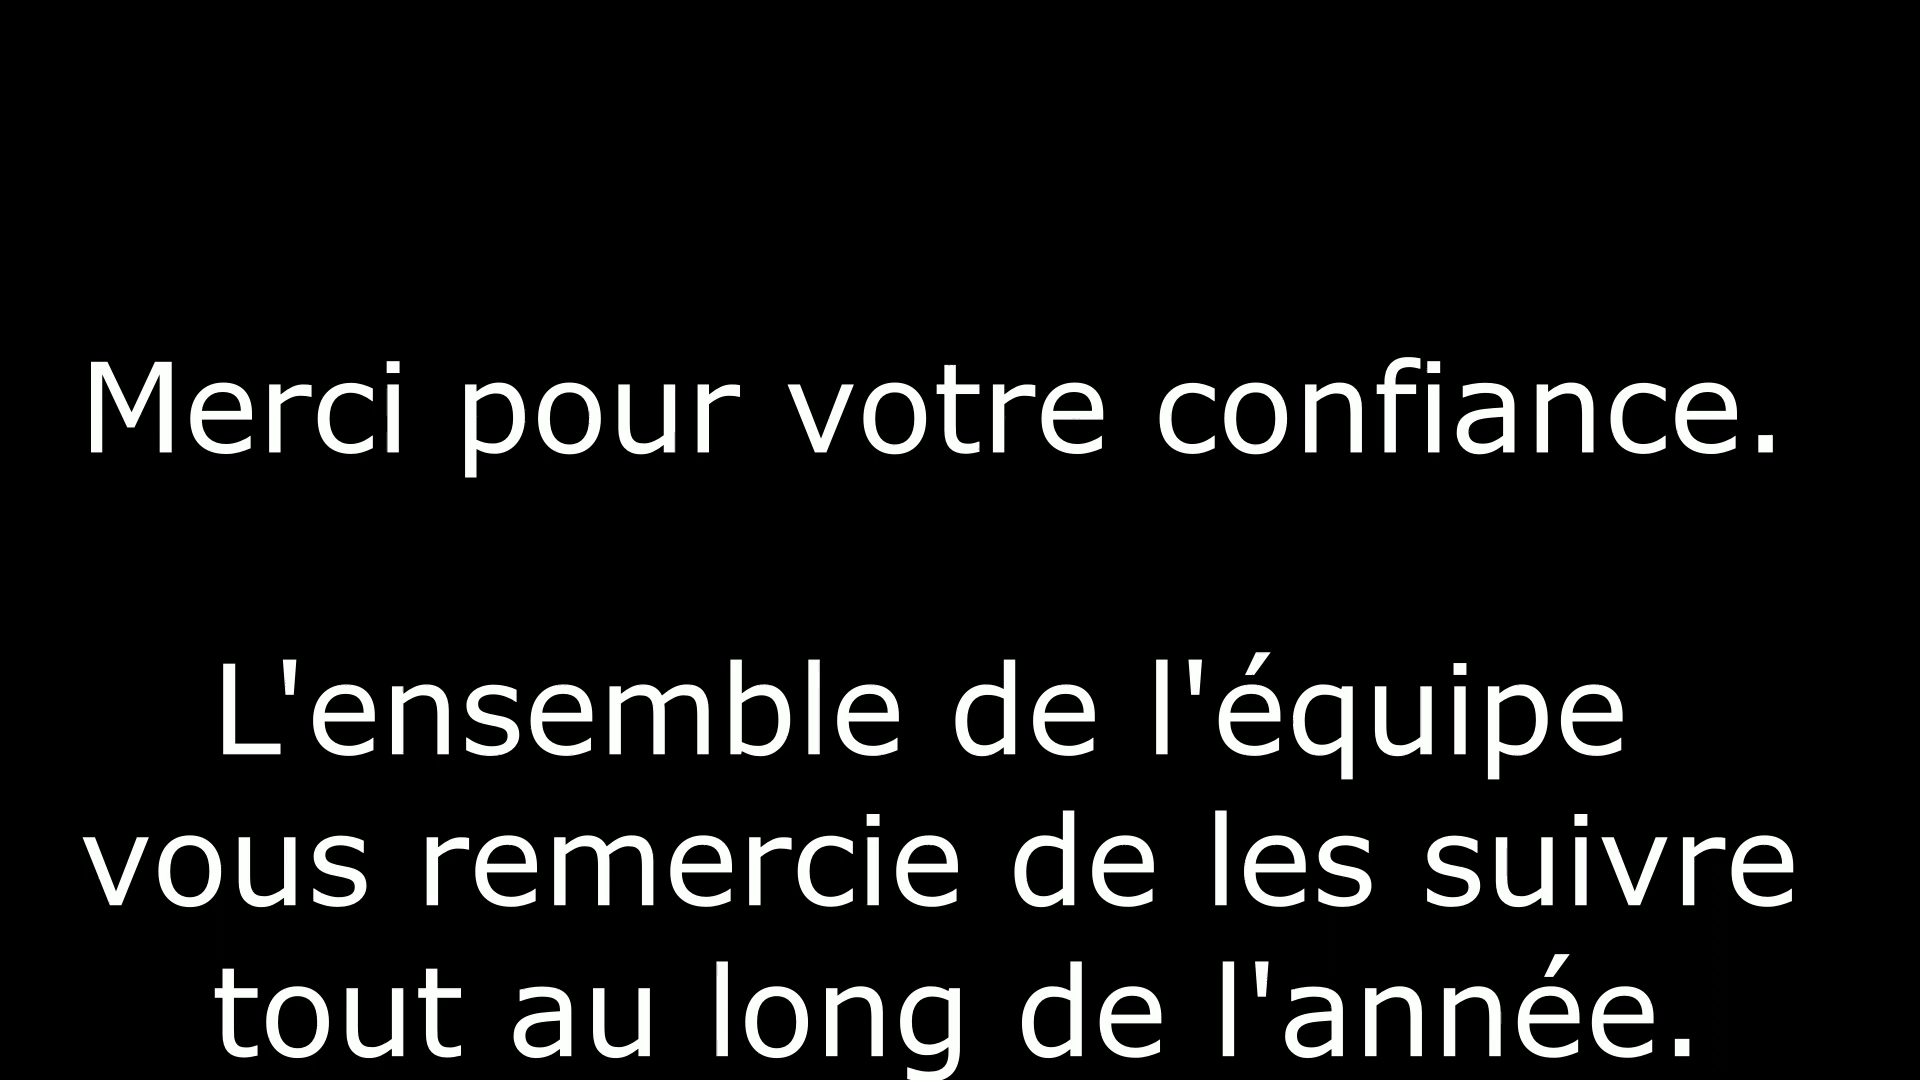 Merci pour votre confiance.
L'ensemble de l'équipe
vous remercie de les suivre
tout au long de l'année.